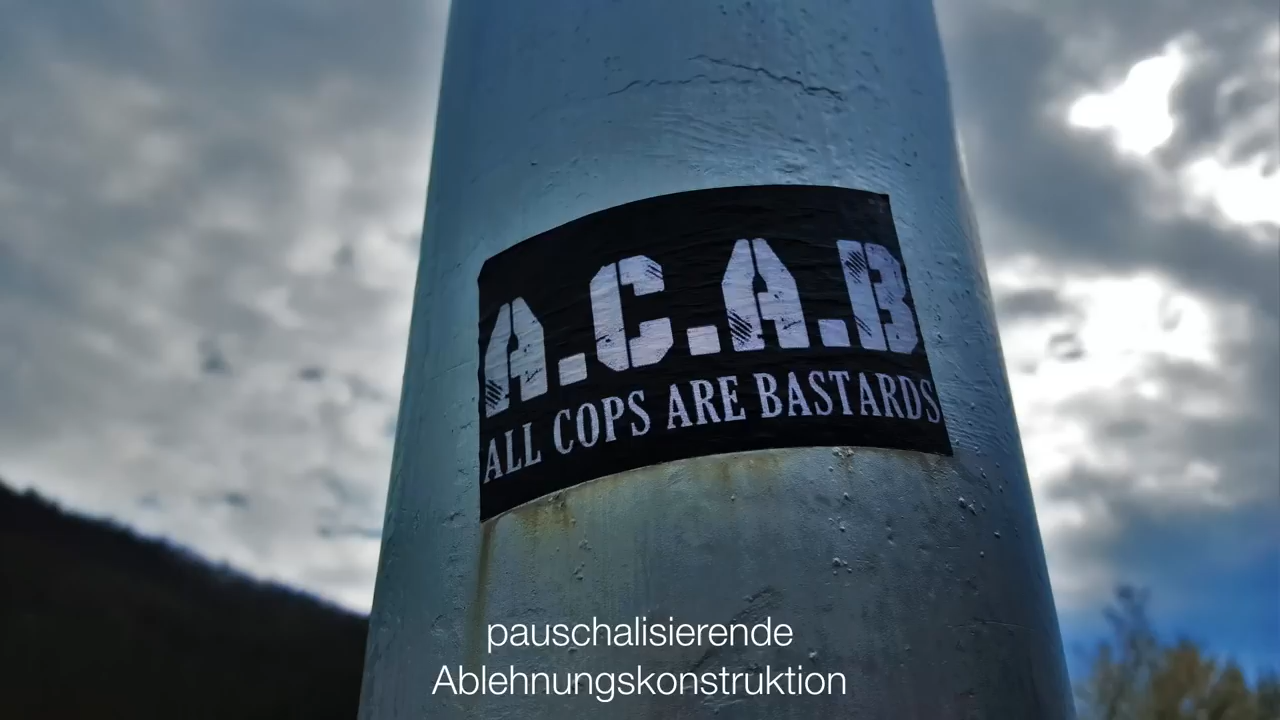 A.C.A.B
ALL COPS ARE BASTARDS
pauschalisierende
Ablehnungskonstruktion